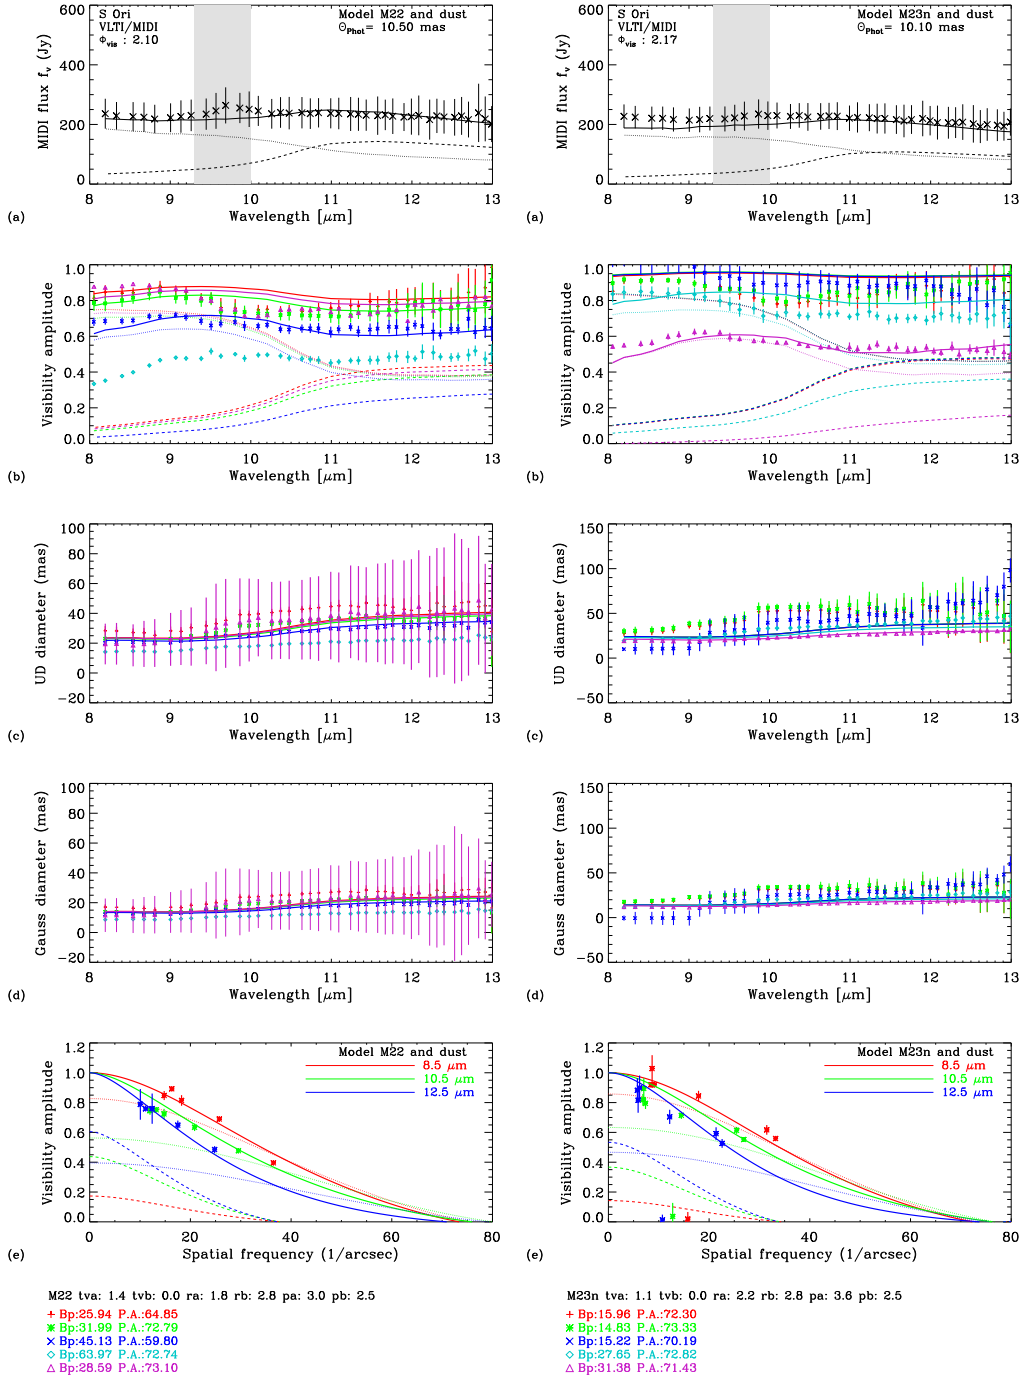 S Ori
VLTI/MIDI
Φvis : 2.10
Model M22 and dust
ΘPhot= 10.50 mas
MIDI flux fν (Jy)
600
400
200
0
8 9 10 11 12 13
Wavelength [μm]
(a)
S Ori
VLTI/MIDI
Φvis : 2.17
Model M23n and dust
ΘPhot= 10.10 mas
MIDI flux fν (Jy)
600
400
200
0
8 9 10 11 12 13
Wavelength [μm]
(a)
Visibility amplitude
1.0
0.8
0.6
0.4
0.2
0.0
8 9 10 11 12 13
Wavelength [μm]
(b)
Visibility amplitude
1.0
0.8
0.6
0.4
0.2
0.0
8 9 10 11 12 13
Wavelength [μm]
(b)
UD diameter (mas)
100
80
60
40
20
0
−20
8 9 10 11 12 13
Wavelength [μm]
(c)
UD diameter (mas)
150
100
50
0
−50
8 9 10 11 12 13
Wavelength [μm]
(c)
Gauss diameter (mas)
100
80
60
40
20
0
−20
8 9 10 11 12 13
Wavelength [μm]
(d)
Gauss diameter (mas)
150
100
50
0
−50
8 9 10 11 12 13
Wavelength [μm]
(d)
Model M22 and dust
8.5 μm
10.5 μm
12.5 μm
Visibility amplitude
1.2
1.0
0.8
0.6
0.4
0.2
0.0
0 20 40 60 80
Spatial frequency (1/arcsec)
(e)
Model M23n and dust
8.5 μm
10.5 μm
12.5 μm
Visibility amplitude
1.2
1.0
0.8
0.6
0.4
0.2
0.0
0 20 40 60 80
Spatial frequency (1/arcsec)
(e)
M22 tva: 1.4 tvb: 0.0 ra: 1.8 rb: 2.8 pa: 3.0 pb: 2.5
Bp:25.94 P.A.:64.85
Bp:31.99 P.A.:72.79
Bp:45.13 P.A.:59.80
Bp:63.97 P.A.:72.74
Bp:28.59 P.A.:73.10
M23n tva: 1.1 tvb: 0.0 ra: 2.2 rb: 2.8 pa: 3.6 pb: 2.5
Bp:15.96 P.A.:72.30
Bp:14.83 P.A.:73.33
Bp:15.22 P.A.:70.19
Bp:27.65 P.A.:72.82
Bp:31.38 P.A.:71.43